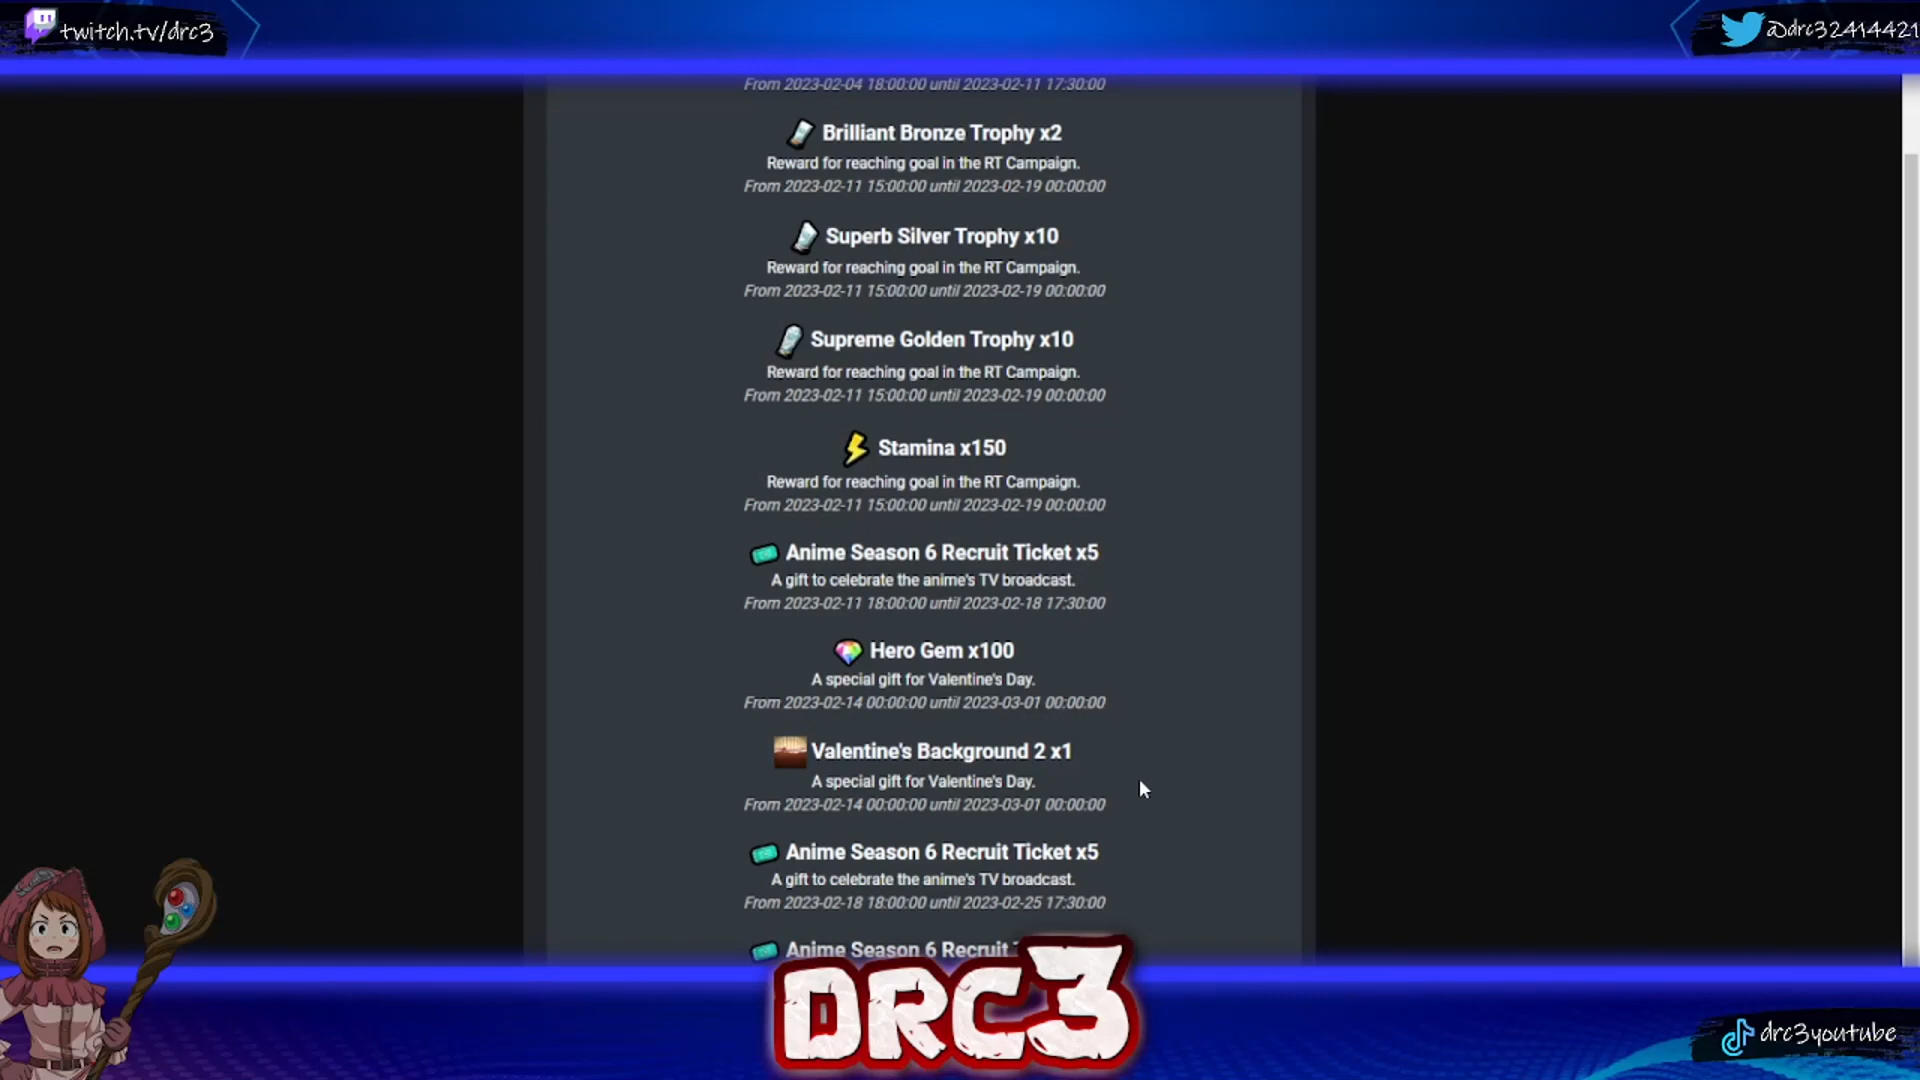 twitch.tv/drc3
@drc32414421
From 2023-02-04 18:00:00 until 2023-02-11 17:30:00
Brilliant Bronze Trophy x2
Reward for reaching goal in the RT Campaign.
From 2023-02-11 15:00:00 until 2023-02-19 00:00:00
Superb Silver Trophy x10
Reward for reaching goal in the RT Campaign.
From 2023-02-11 15:00:00 until 2023-02-19 00:00:00
Supreme Golden Trophy x10
Reward for reaching goal in the RT Campaign.
From 2023-02-11 15:00:00 until 2023-02-19 00:00:00
Stamina x150
Reward for reaching goal in the RT Campaign.
From 2023-02-11 15:00:00 until 2023-02-19 00:00:00
Anime Season 6 Recruit Ticket x5
A gift to celebrate the anime's TV broadcast.
From 2023-02-11 18:00:00 until 2023-02-18 17:30:00
Hero Gem x100
A special gift for Valentine's Day.
From 2023-02-14 00:00:00 until 2023-03-01 00:00:00
Valentine's Background 2 x1
A special gift for Valentine's Day.
From 2023-02-14 00:00:00 until 2023-03-01 00:00:00
Anime Season 6 Recruit Ticket x5
A gift to celebrate the anime's TV broadcast.
From 2023-02-18 18:00:00 until 2023-02-25 17:30:00
Anime Season 6 Recruit
DRC3
drc3youtube